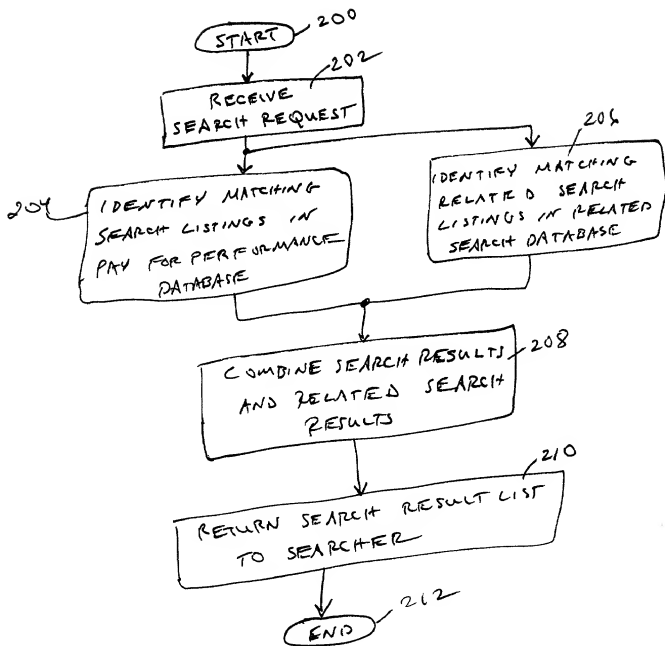 200
START
202
RECEIVE
SEARCH REQUEST
204
IDENTIFY MATCHING
SEARCH LISTINGS IN
PAY FOR PERFORMANCE
DATABASE
206
IDENTIFY MATCHING
RELATED SEARCH
LISTINGS IN RELATED
SEARCH DATABASE
COMBINE SEARCH RESULTS
AND RELATED SEARCH
RESULTS
208
210
RETURN SEARCH RESULT LIST
TO SEARCHER
END
212